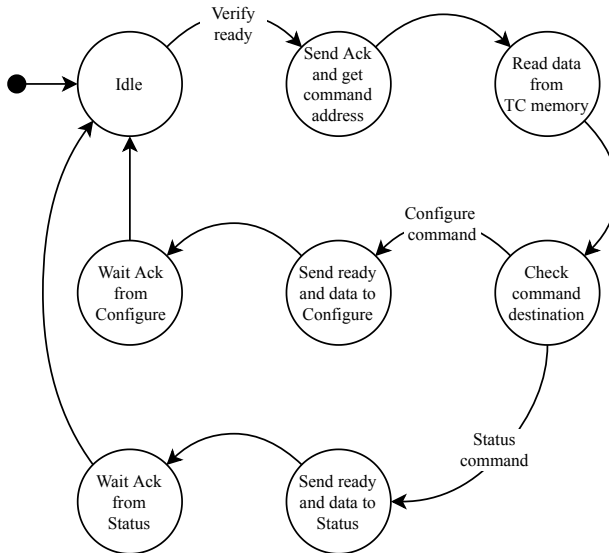 Verify
ready
Idle
Send Ack
and get
command
address
Read data
from
TC memory
Configure
command
Wait Ack
from
Configure
Send ready
and data to
Configure
Check
command
destination
Status
command
Wait Ack
from
Status
Send ready
and data to
Status